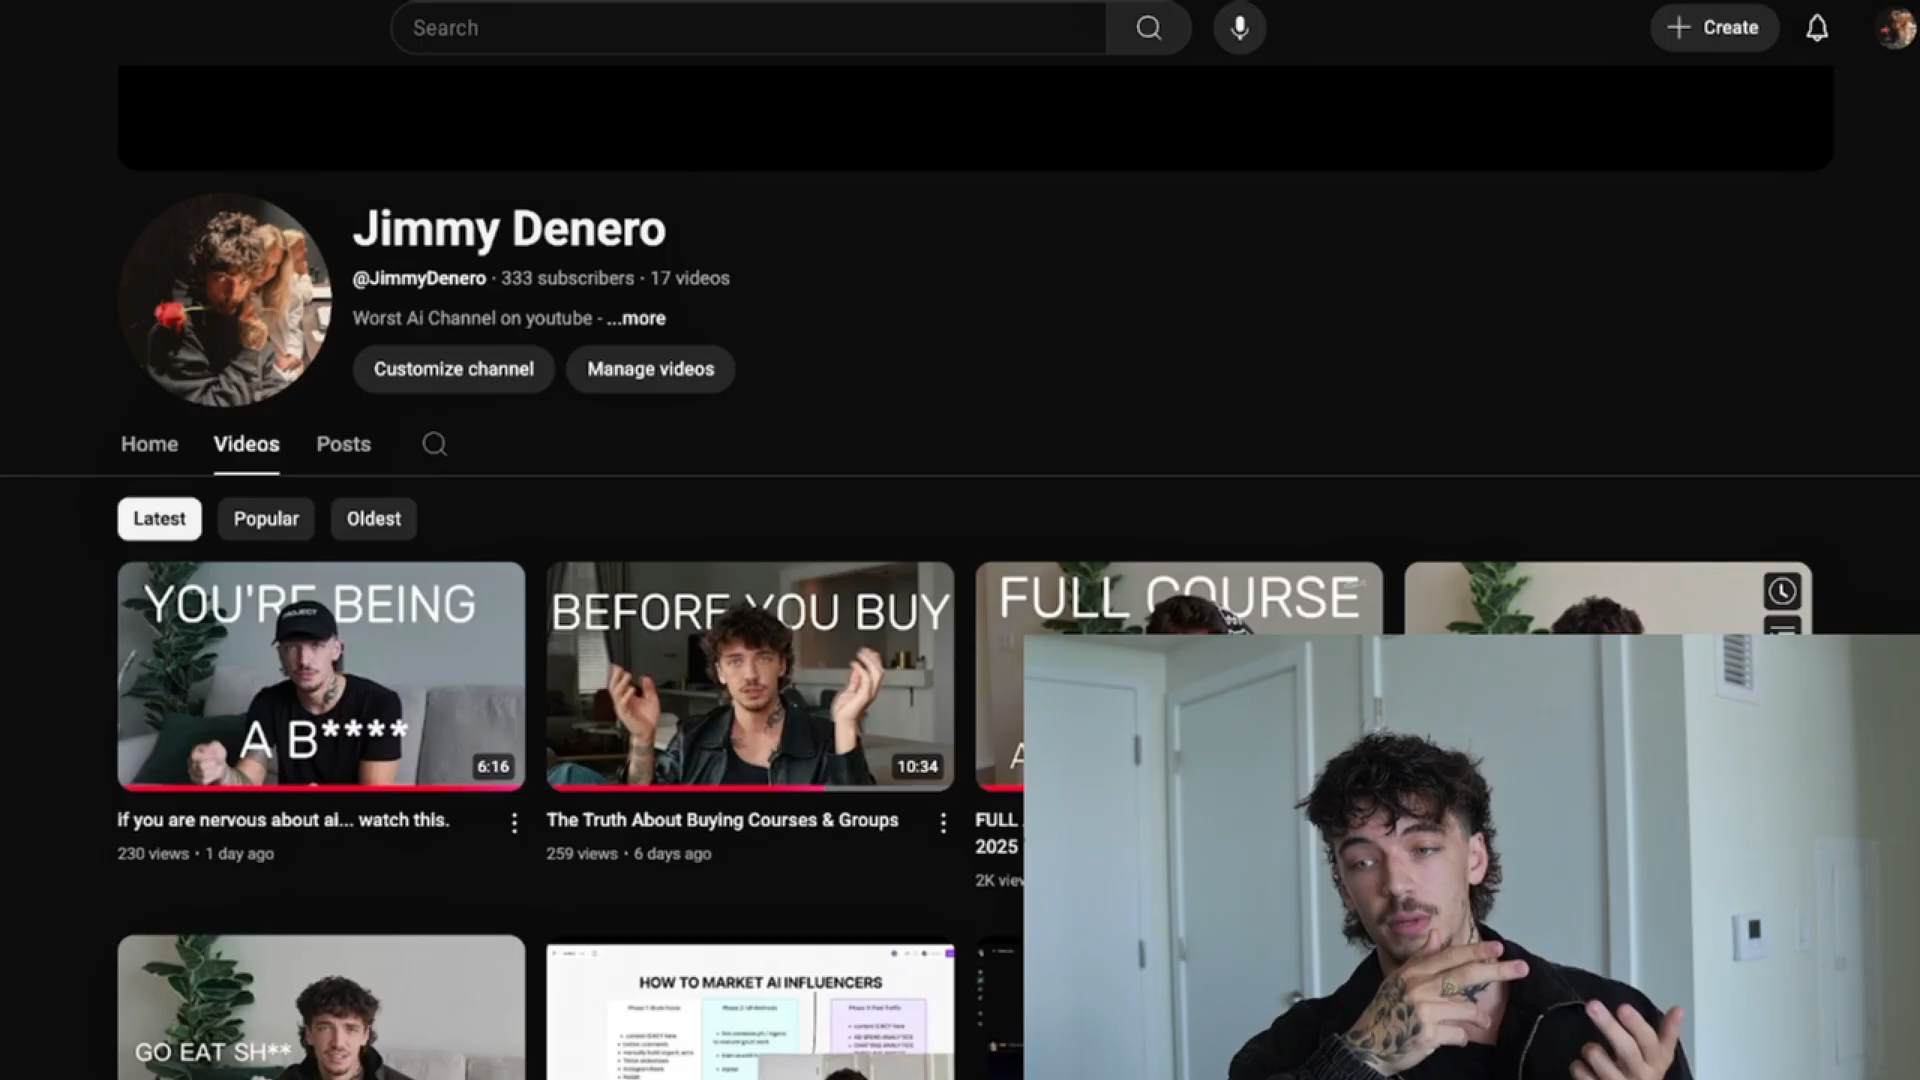 Search
Create
Jimmy Denero
@JimmyDenero · 333 subscribers · 17 videos
Worst Ai Channel on youtube - ...more
Customize channel
Manage videos
Home
Videos
Posts
Latest
Popular
Oldest
YOU'RE BEING
PROJECT
A B****
6:16
BEFORE YOU BUY
10:34
FULL COURSE
A
if you are nervous about ai... watch this.
230 views • 1 day ago
The Truth About Buying Courses & Groups
259 views • 6 days ago
FULL
2025
2K view
GO EAT SH**
HOW TO MARKET AI INFLUENCERS